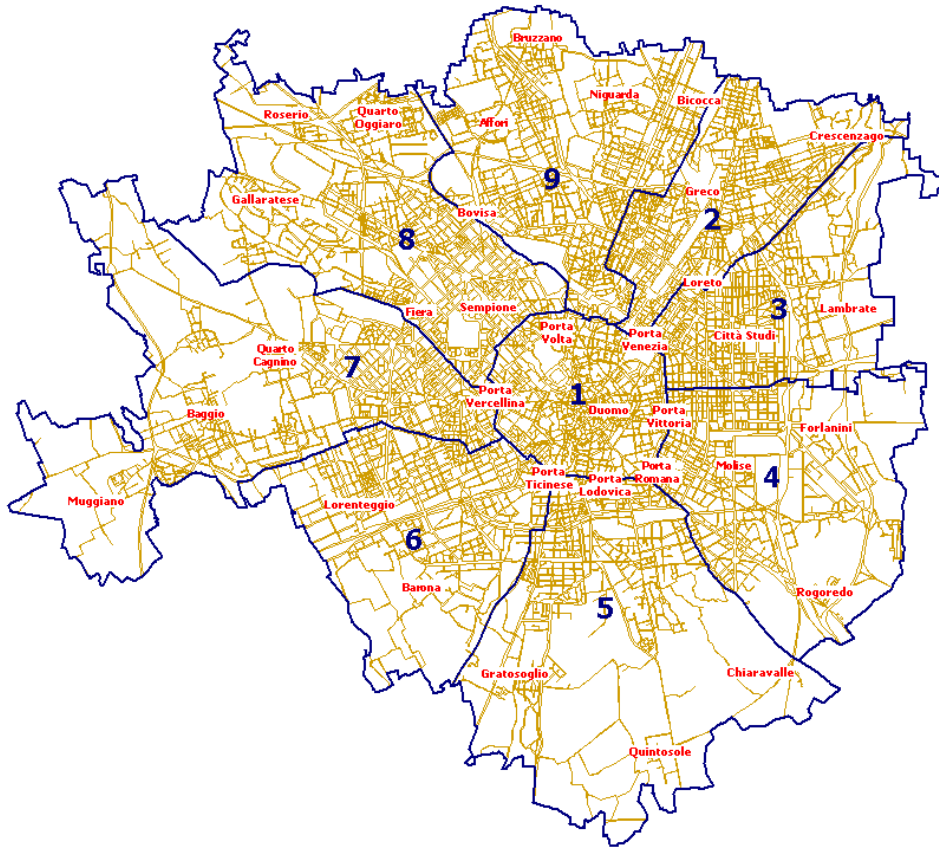 Bruzzano
Niguarda
Bicocca
Quarto
Oggiaro
Roserio
Affori
Crescenzago
9
Greco
2
Gallaratese
Bovisa
8
Loreto
3
Lambrate
Fiera
Sempione
Porta
Volta
Porta
Venezia
Città Studi
Quarto
Cagnino
7
Porta
Vercellina
1
Duomo
Porta
Vittoria
Baggio
Forlanini
Molise
4
Porta
Romana
Porta
Ticinese
Porta
Lodovica
Muggiano
Lorenteggio
6
Barona
5
Rogoredo
Gratosoglio
Chiaravalle
Quintosole